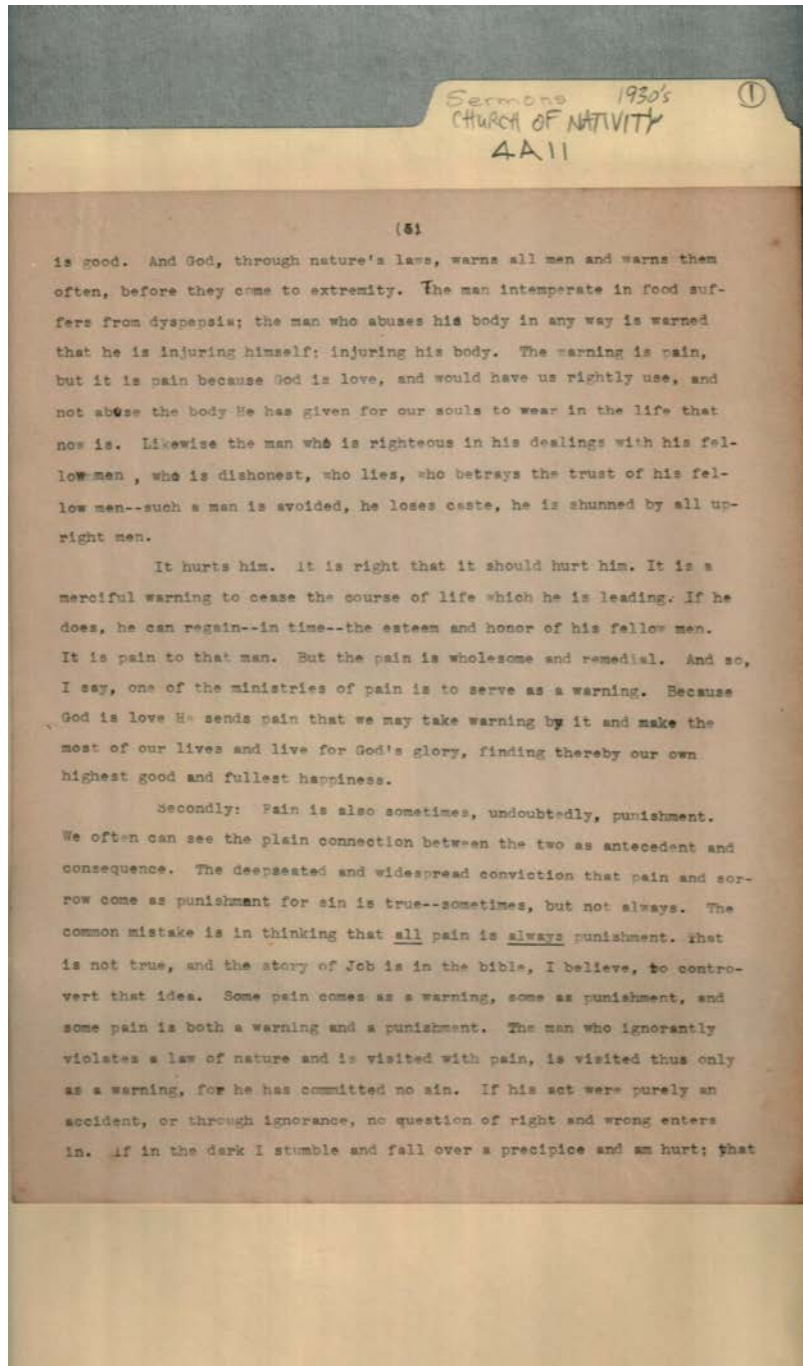 Sermons 1930's ①
CHURCH OF NATIVITY
4A11
(5)
is good. And God, through nature's laws, warns all men and warns them
often, before they come to extremity. The man intemperate in food suf-
fers from dyspepsia; the man who abuses his body in any way is warned
that he is injuring himself; injuring his body. The warning is pain,
but it is pain because God is love, and would have us rightly use, and
not abuse the body He has given for our souls to wear in the life that
now is. Likewise the man who is righteous in his dealings with his fel-
low men , who is dishonest, who lies, who betrays the trust of his fel-
low men--such a man is avoided, he loses caste, he is shunned by all up-
right men.
It hurts him. It is right that it should hurt him. It is a
merciful warning to cease the course of life which he is leading. If he
does, he can regain--in time--the esteem and honor of his fellow men.
It is pain to that man. But the pain is wholesome and remedial. And so,
I say, one of the ministries of pain is to serve as a warning. Because
God is love He sends pain that we may take warning by it and make the
most of our lives and live for God's glory, finding thereby our own
highest good and fullest happiness.
Secondly: Pain is also sometimes, undoubtedly, punishment.
We often can see the plain connection between the two as antecedent and
consequence. The deepseated and widespread conviction that pain and sor-
row come as punishment for sin is true--sometimes, but not always. The
common mistake is in thinking that all pain is always punishment. That
is not true, and the story of Job is in the bible, I believe, to contro-
vert that idea. Some pain comes as a warning, some as punishment, and
some pain is both a warning and a punishment. The man who ignorantly
violates a law of nature and is visited with pain, is visited thus only
as a warning, for he has committed no sin. If his act were purely an
accident, or through ignorance, no question of right and wrong enters
in. If in the dark I stumble and fall over a precipice and am hurt; that